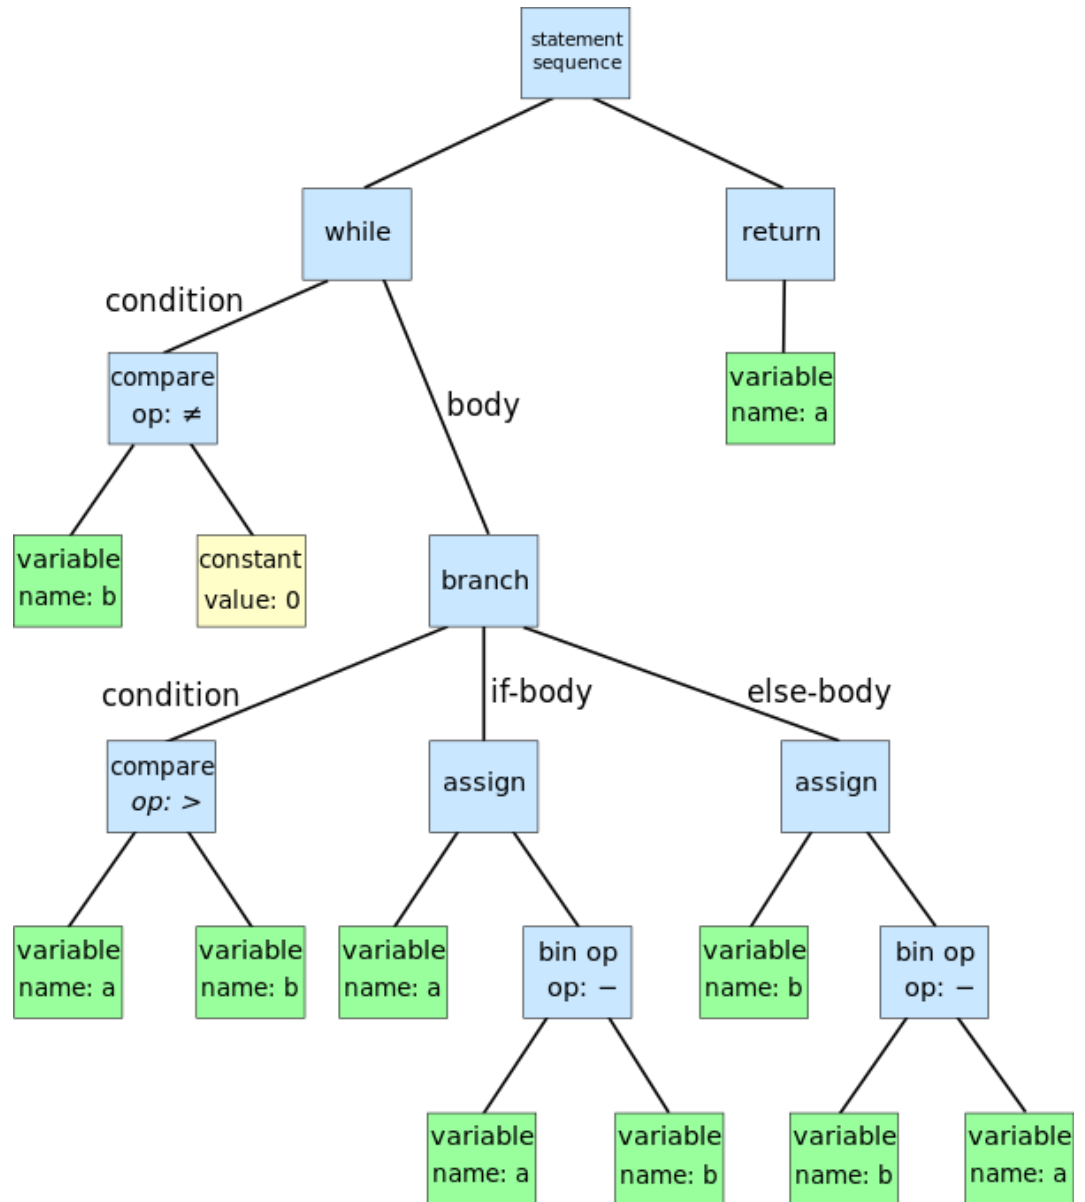 statement
sequence
while
return
condition
compare
op: ≠
body
variable
name: a
variable
name: b
constant
value: 0
branch
condition
if-body
else-body
compare
op: >
assign
assign
variable
name: a
variable
name: b
variable
name: a
bin op
op: −
variable
name: b
bin op
op: −
variable
name: a
variable
name: b
variable
name: b
variable
name: a